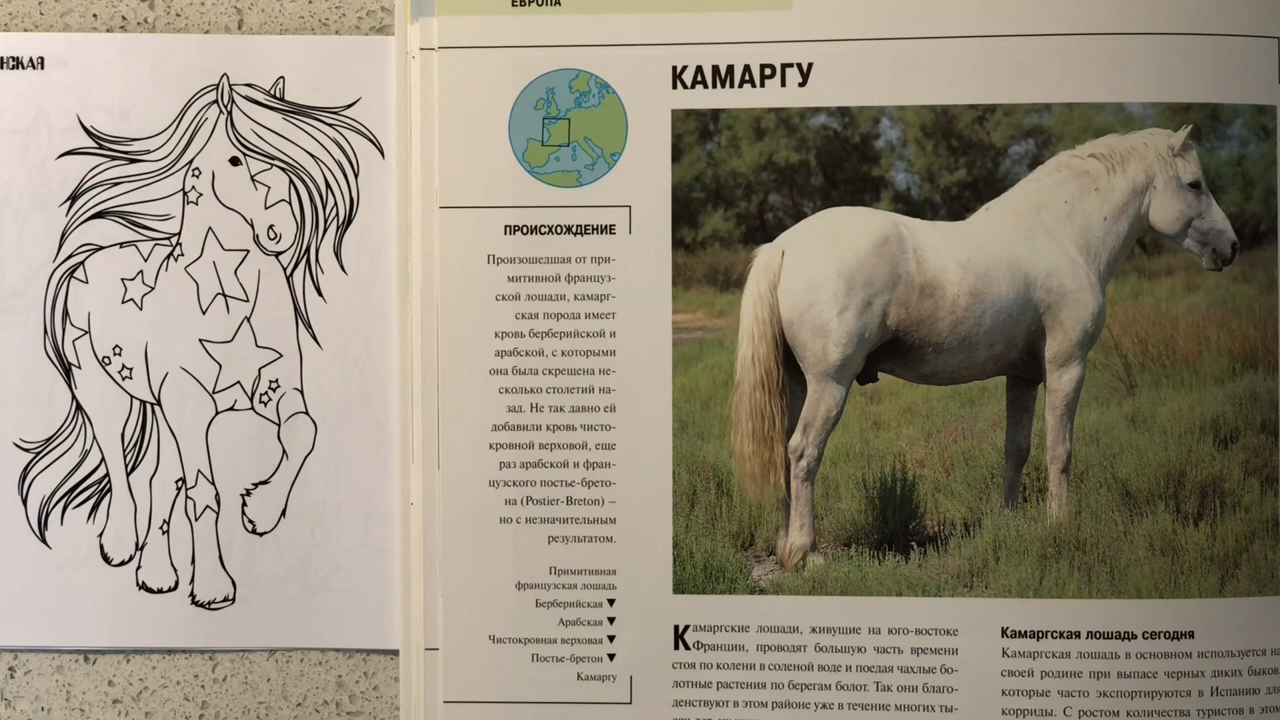 НСКАЯ
ЕВРОПА
КАМАРГУ
ПРОИСХОЖДЕНИЕ
Произошедшая от при-
митивной француз-
ской лошади, камарг-
ская порода имеет
кровь берберийской и
арабской, с которыми
она была скрещена не-
сколько столетий на-
зад. Не так давно ей
добавили кровь чисто-
кровной верховой, еще
раз арабской и фран-
цузского постье-брето-
на (Postier-Breton) –
но с незначительным
результатом.
Примитивная
французская лошадь
Берберийская ▼
Арабская ▼
Чистокровная верховая ▼
Постье-бретон ▼
Камаргу
Камаргские лошади, живущие на юго-востоке
Франции, проводят большую часть времени
стоя по колени в соленой воде и поедая чахлые бо-
лотные растения по берегам болот. Так они благо-
денствуют в этом районе уже в течение многих ты-
Камаргская лошадь сегодня
Камаргская лошадь в основном используется на
своей родине при выпасе черных диких быков,
которые часто экспортируются в Испанию для
корриды. С ростом количества туристов в этом